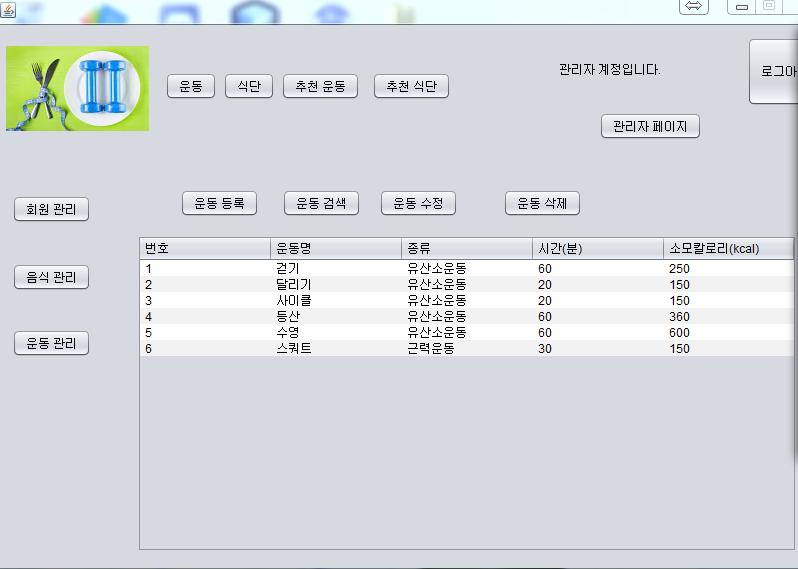 운동 식단 추천 운동 추천 식단
관리자 계정입니다.
로그아
관리자 페이지
운동 등록 운동 검색 운동 수정 운동 삭제
회원 관리
음식 관리
운동 관리
번호 운동명 종류 시간(분) 소모칼로리(kcal)
1 걷기 유산소운동 60 250
2 달리기 유산소운동 20 150
3 사이클 유산소운동 20 150
4 등산 유산소운동 60 360
5 수영 유산소운동 60 600
6 스쿼트 근력운동 30 150